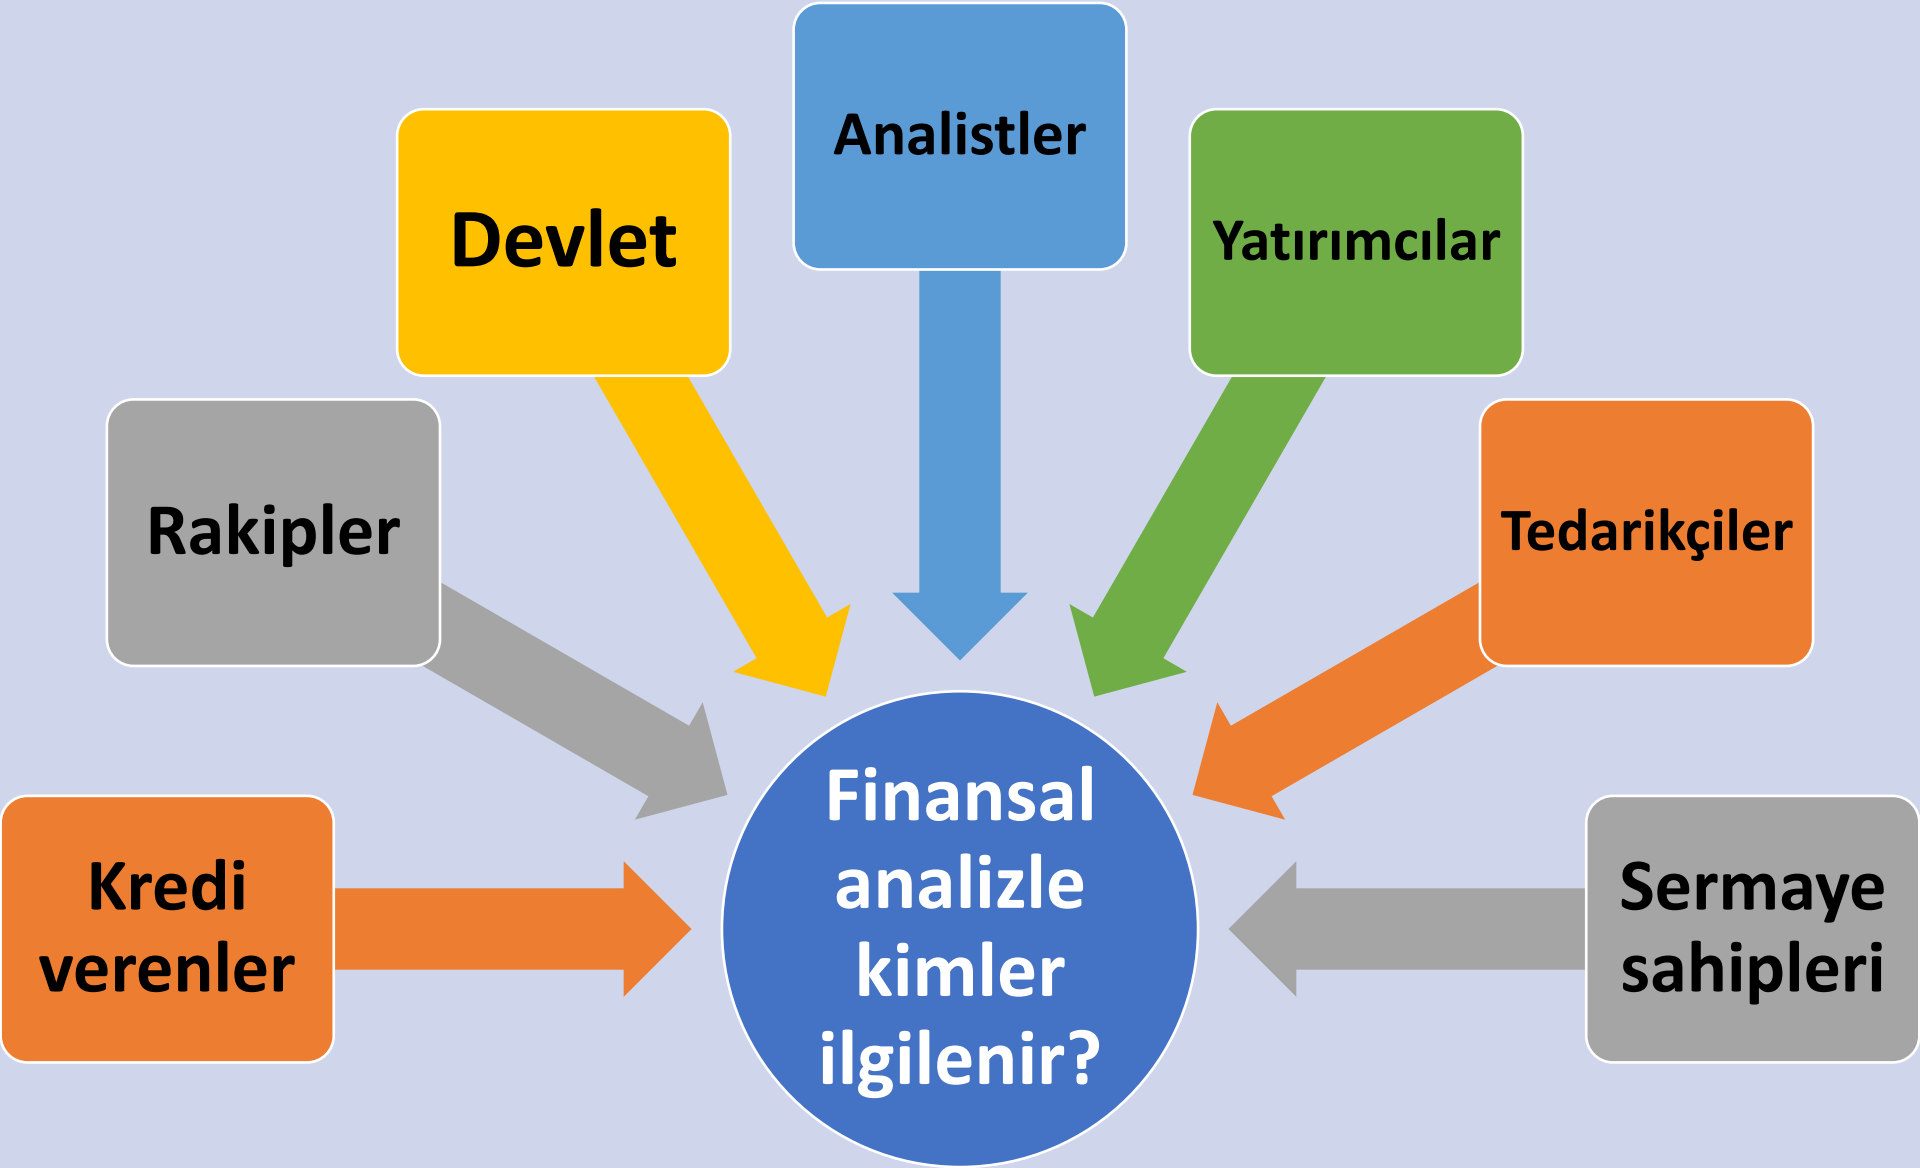 Analistler
Devlet
Yatırımcılar
Rakipler
Tedarikçiler
Kredi
verenler
Finansal
analizle
kimler
ilgilenir?
Sermaye
sahipleri